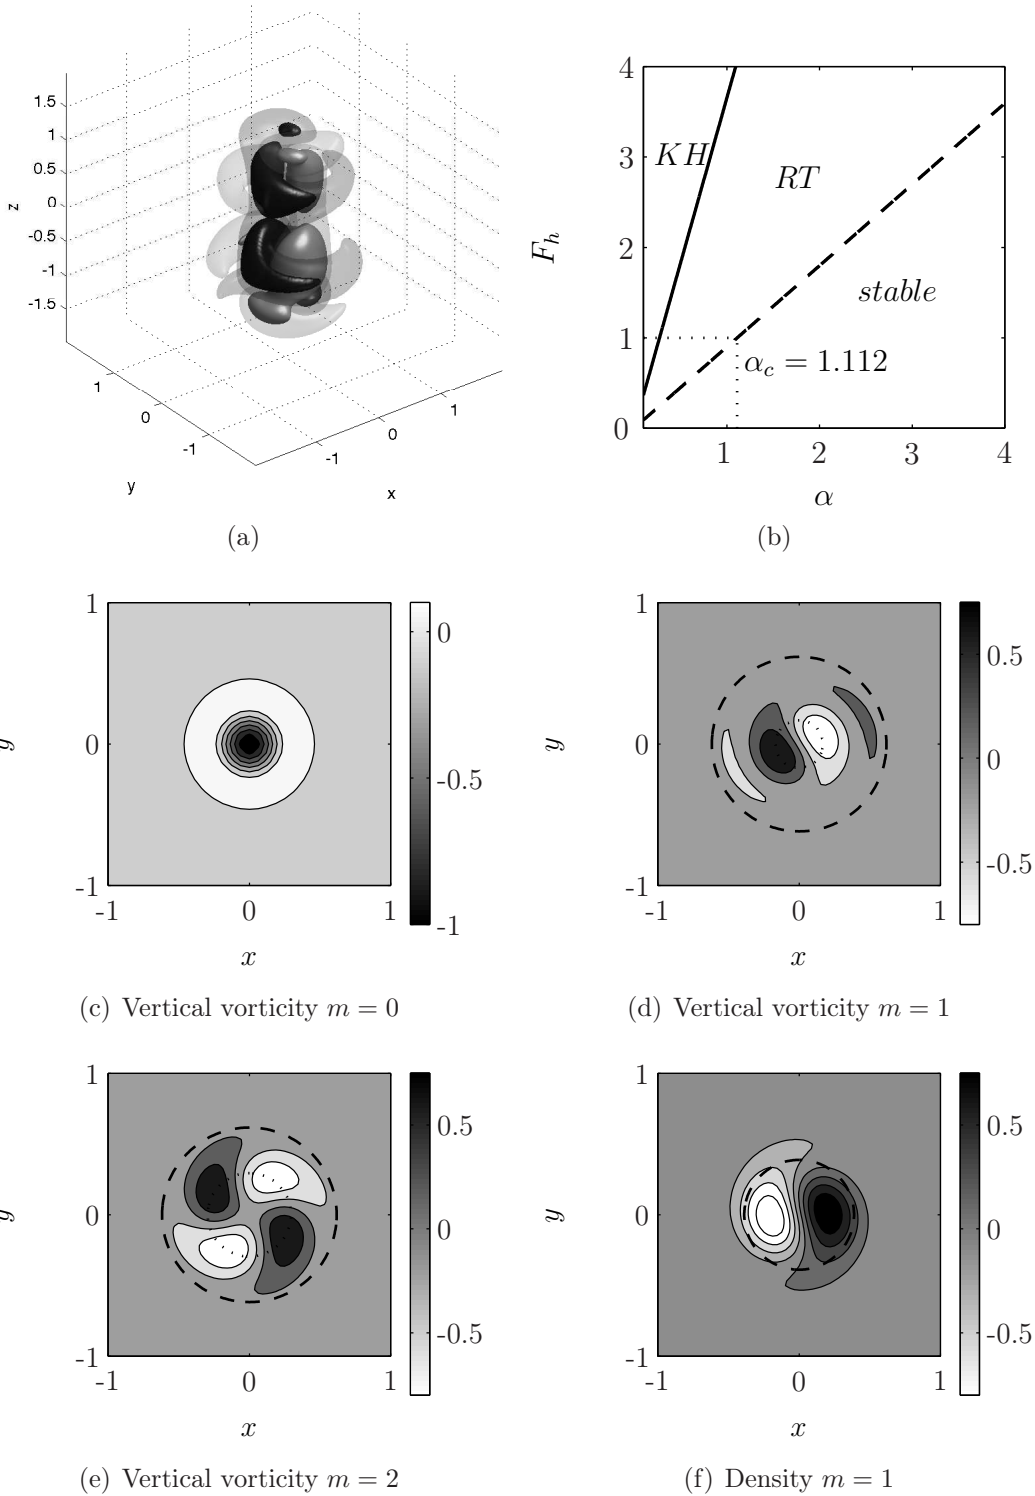 1.5
1
0.5
0
-0.5
-1
-1.5
z
1
0
-1
y
-1
0
1
x
(a)
4
3
2
1
0
F_h
KH
RT
stable
α_c = 1.112
1 2 3 4
α
(b)
1
0
-1
y
-1 0 1
x
0
-0.5
-1
(c) Vertical vorticity m = 0
1
0
-1
y
-1 0 1
x
0.5
0
-0.5
(d) Vertical vorticity m = 1
1
0
-1
y
-1 0 1
x
0.5
0
-0.5
(e) Vertical vorticity m = 2
1
0
-1
y
-1 0 1
x
0.5
0
-0.5
(f) Density m = 1